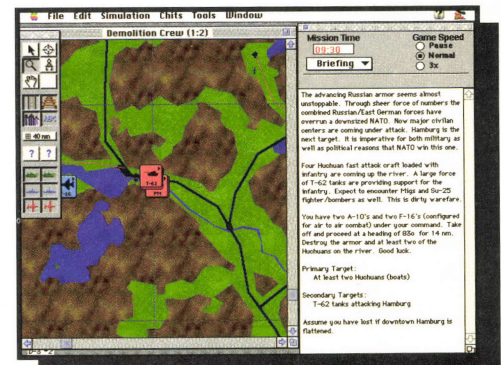 File Edit Simulation Chits Tools Window
Demolition Crew (1:2)
Mission Time
09:30
Briefing
Game Speed
Pause
Normal
3x
40 nm
? ?
T-62
PM
The advancing Russian armor seems almost
unstoppable. Through sheer force of numbers the
combined Russian/East German forces have
overrun a downsized NATO. Now major civilian
centers are coming under attack. Hamburg is the
next target. It is imperative for both military as
well as political reasons that NATO win this one.
Four Huchuan fast attack craft loaded with
infantry are coming up the river. A large force
of T-62 tanks are providing support for the
infantry. Expect to encounter Migs and Su-25
fighter/bombers as well. This is dirty warefare.
You have two A-10's and two F-16's (configured
for air to air combat) under your command. Take
off and proceed at a heading of 83o for 14 nm.
Destroy the armor and at least two of the
Huchuans on the river. Good luck.
Primary Target:
At least two Huchuans (boats)
Secondary Targets:
T-62 tanks attacking Hamburg
Assume you have lost if downtown Hamburg is
flattened.